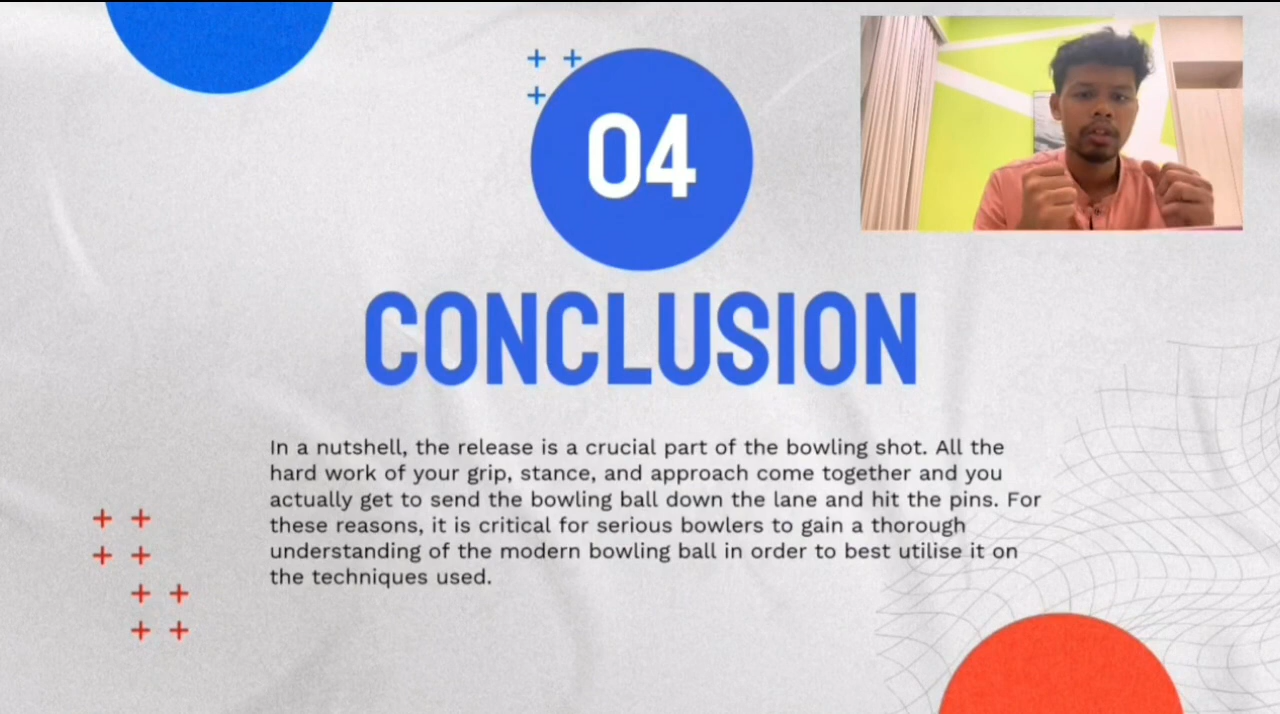 04
CONCLUSION
In a nutshell, the release is a crucial part of the bowling shot. All the
hard work of your grip, stance, and approach come together and you
actually get to send the bowling ball down the lane and hit the pins. For
these reasons, it is critical for serious bowlers to gain a thorough
understanding of the modern bowling ball in order to best utilise it on
the techniques used.